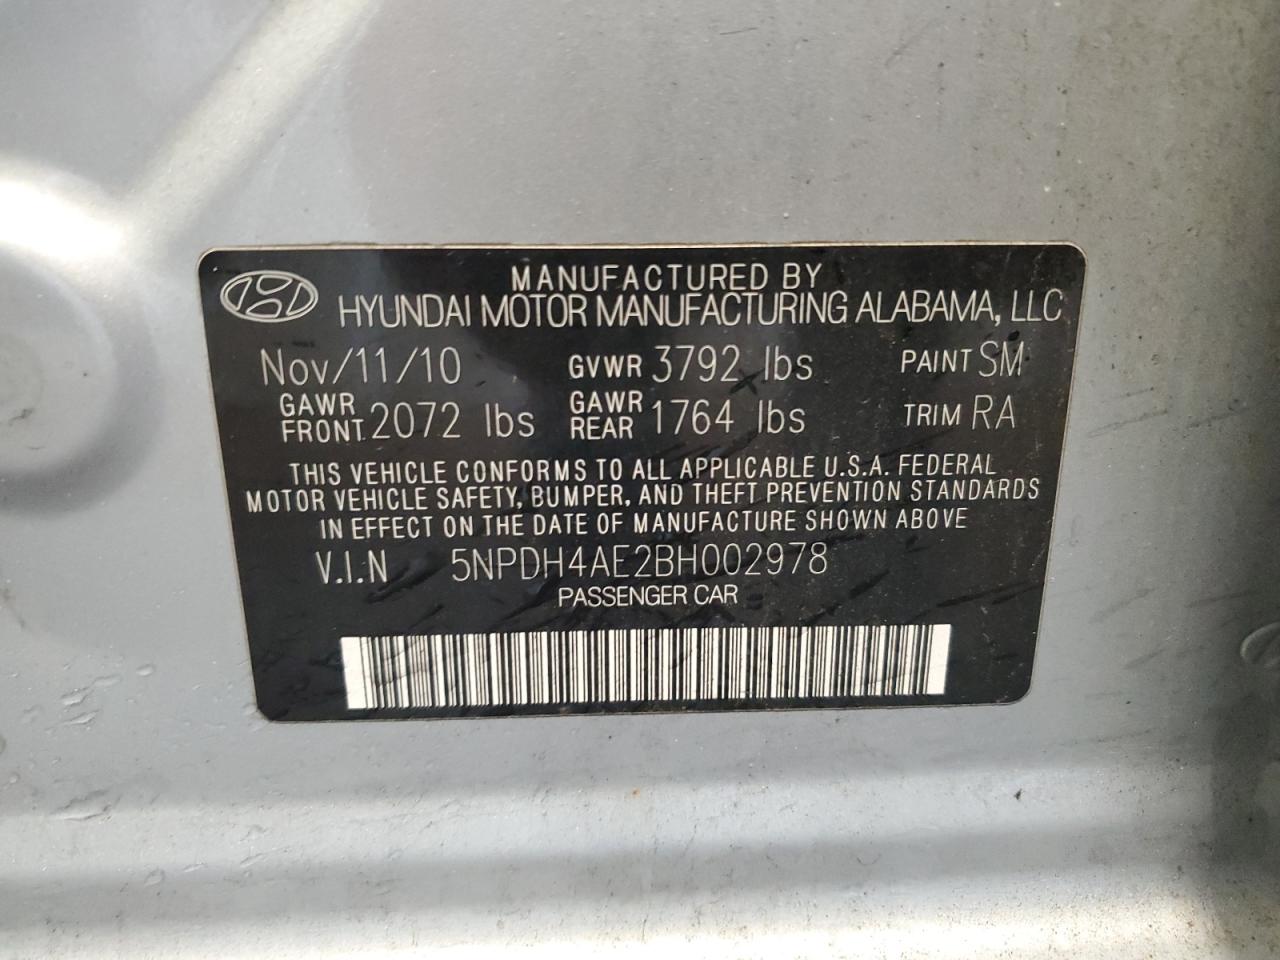 MANUFACTURED BY
HYUNDAI MOTOR MANUFACTURING ALABAMA, LLC
Nov/11/10 GVWR 3792 lbs PAINT SM
GAWR FRONT 2072 lbs GAWR REAR 1764 lbs TRIM RA
THIS VEHICLE CONFORMS TO ALL APPLICABLE U.S.A. FEDERAL
MOTOR VEHICLE SAFETY, BUMPER, AND THEFT PREVENTION STANDARDS
IN EFFECT ON THE DATE OF MANUFACTURE SHOWN ABOVE
V.I.N 5NPDH4AE2BH002978
PASSENGER CAR